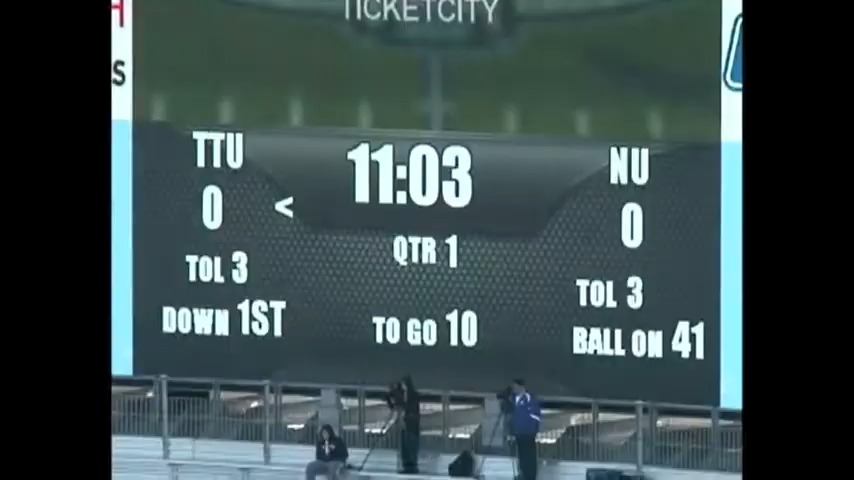 TICKETCITY
H
S
TTU 11:03 NU
0 < 0
QTR 1
TOL 3 TOL 3
DOWN 1ST TO GO 10 BALL ON 41